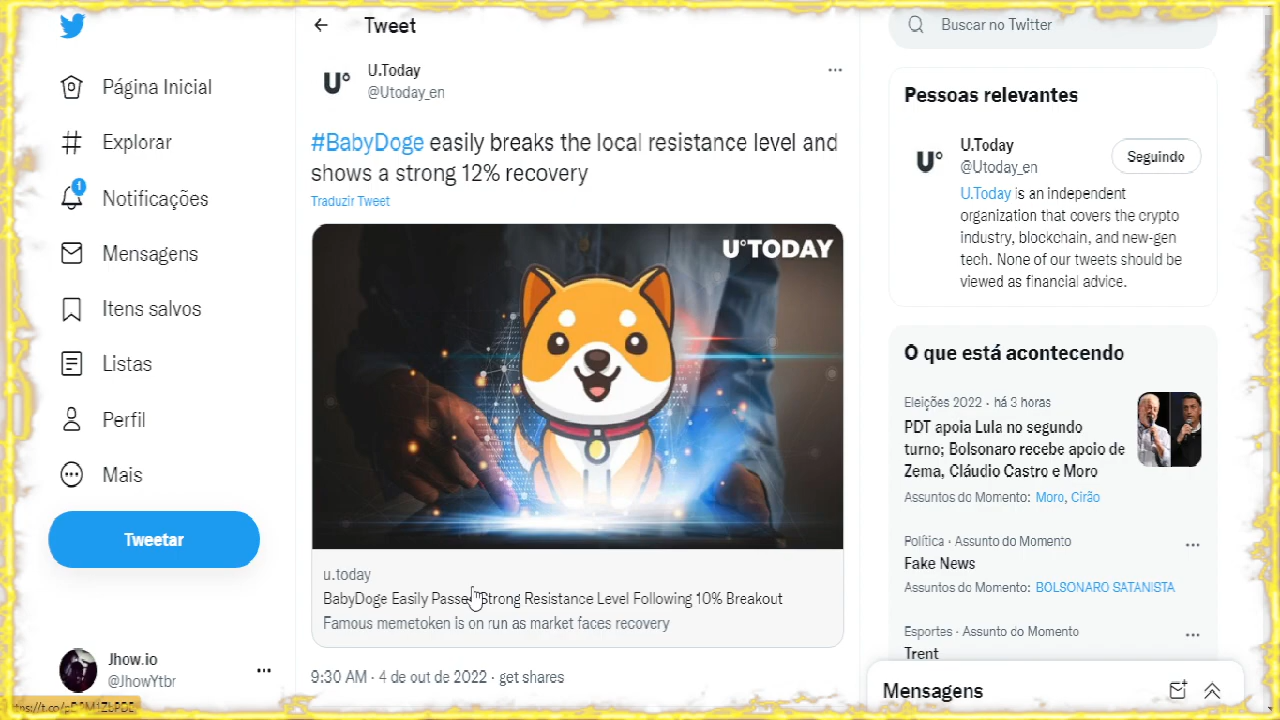 Página Inicial
Explorar
1
Notificações
Mensagens
Itens salvos
Listas
Perfil
Mais
Tweetar
Jhow.io
@JhowYtbr
Tweet
U.Today
@Utoday_en
#BabyDoge easily breaks the local resistance level and
shows a strong 12% recovery
Traduzir Tweet
U°TODAY
u.today
BabyDoge Easily Passes Strong Resistance Level Following 10% Breakout
Famous memetoken is on run as market faces recovery
9:30 AM · 4 de out de 2022 · get shares
Buscar no Twitter
Pessoas relevantes
U.Today
@Utoday_en
Seguindo
U.Today is an independent
organization that covers the crypto
industry, blockchain, and new-gen
tech. None of our tweets should be
viewed as financial advice.
O que está acontecendo
Eleições 2022 · há 3 horas
PDT apoia Lula no segundo
turno; Bolsonaro recebe apoio de
Zema, Cláudio Castro e Moro
Assuntos do Momento: Moro, Cirão
Política · Assunto do Momento
Fake News
Assuntos do Momento: BOLSONARO SATANISTA
Esportes · Assunto do Momento
Trent
Mensagens